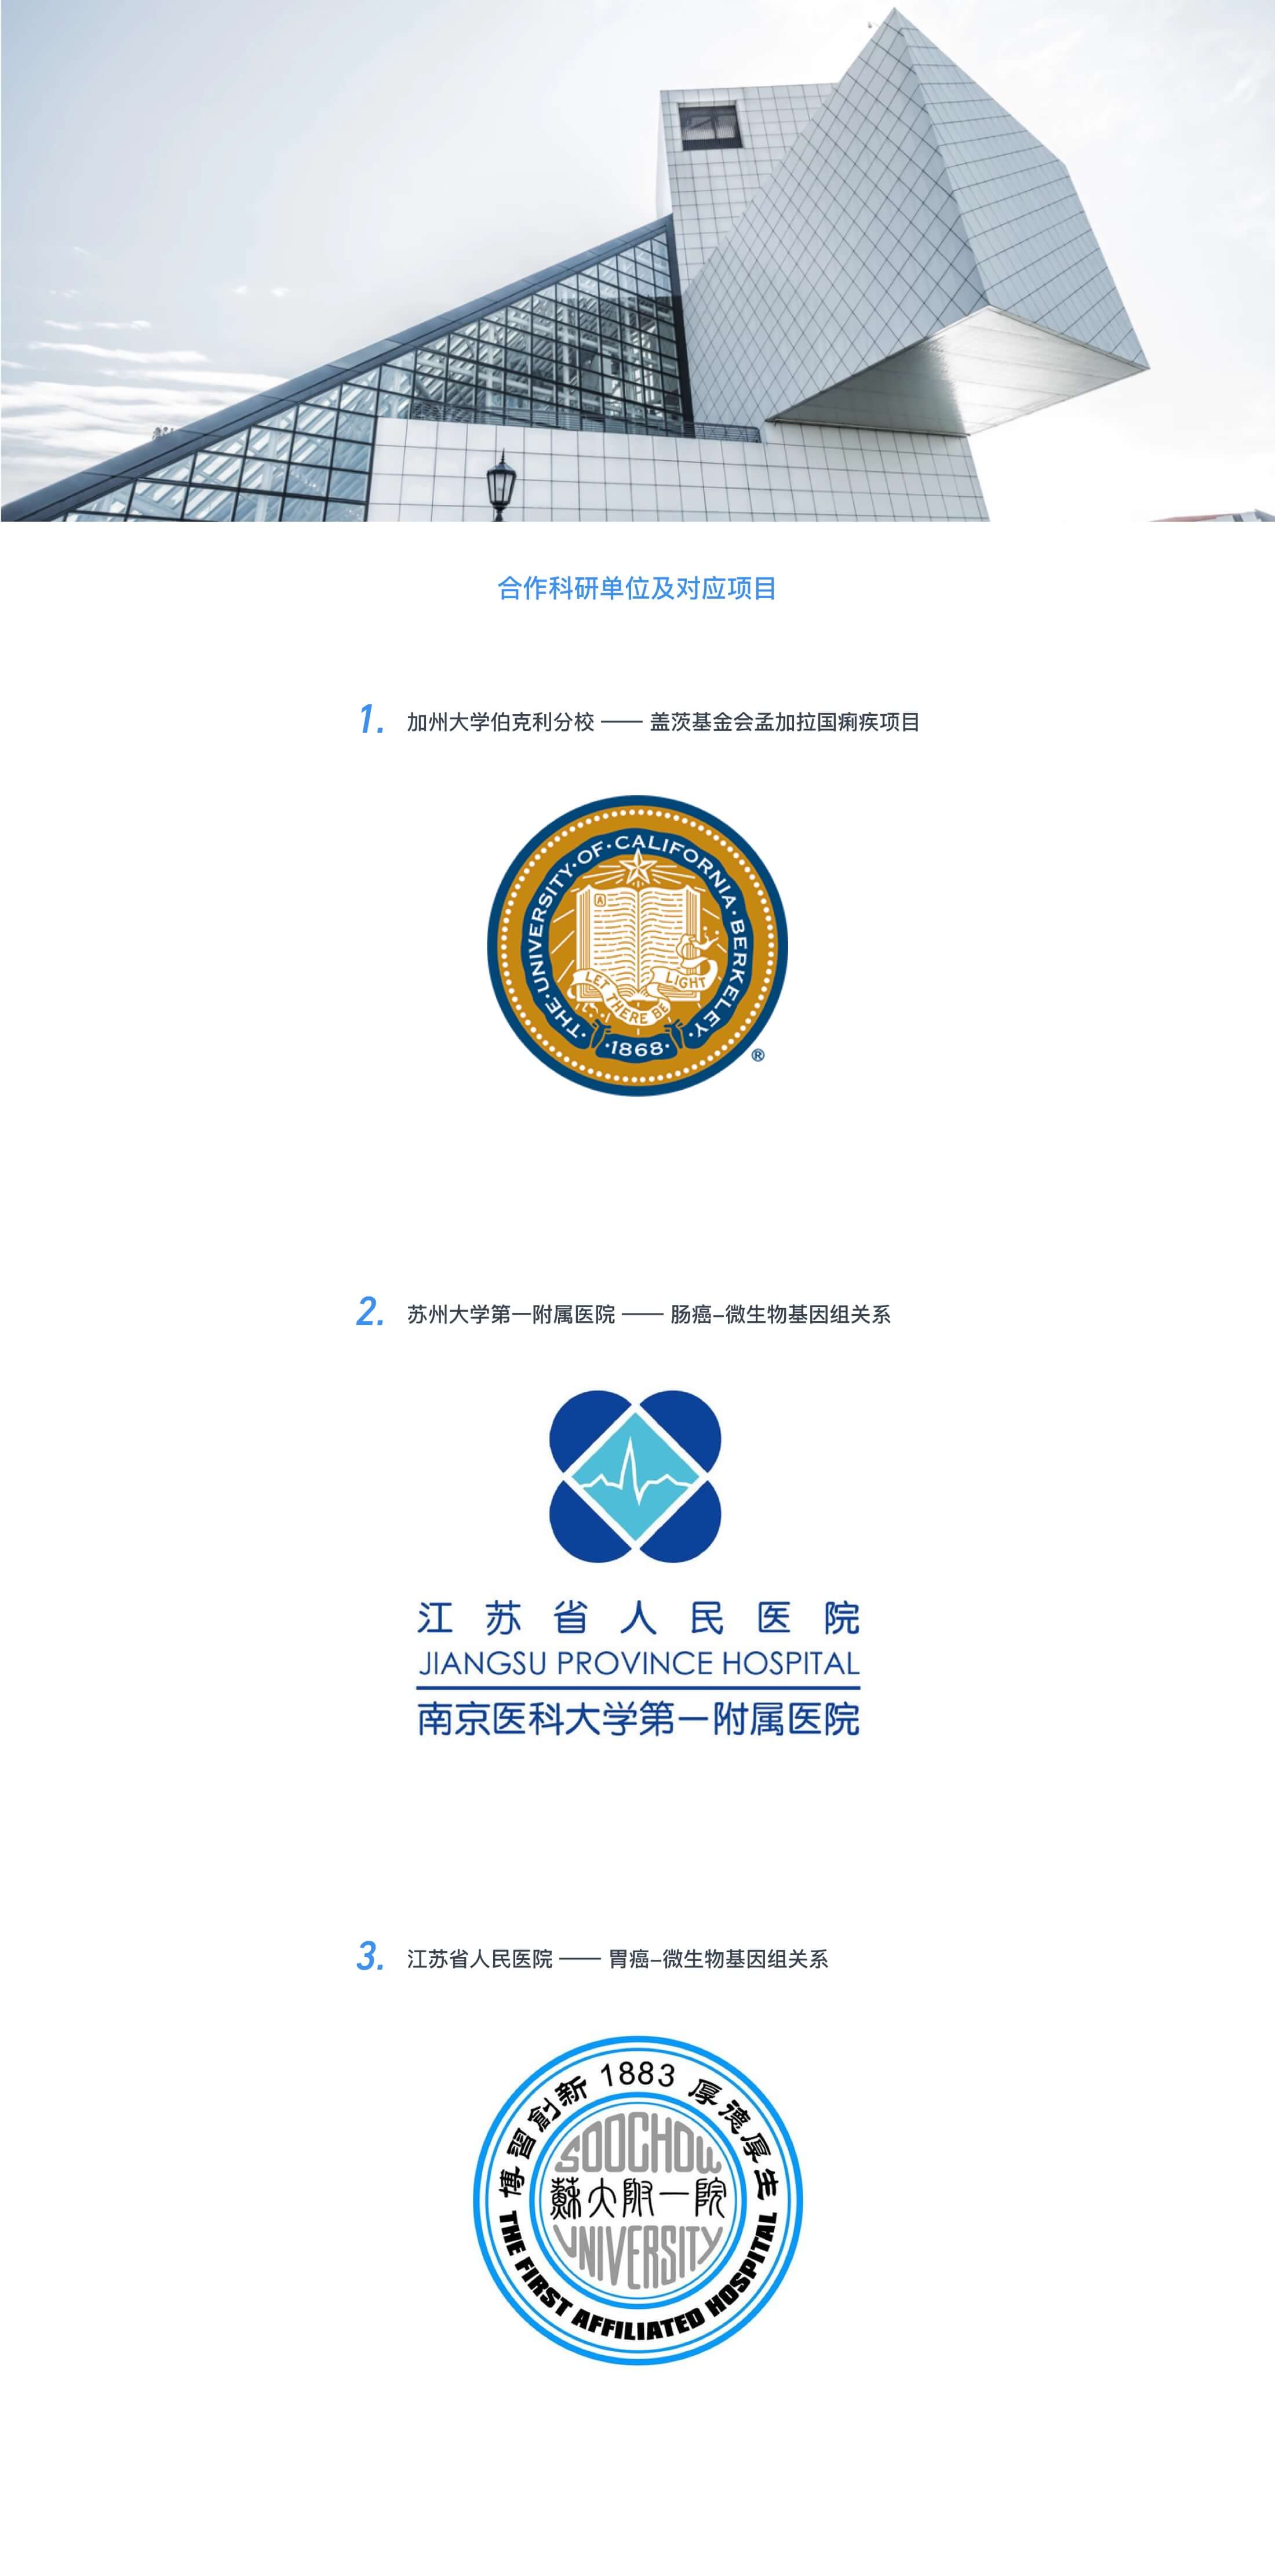 合作科研单位及对应项目
1. 加州大学伯克利分校 —— 盖茨基金会孟加拉国痢疾项目
THE·UNIVERSITY·OF·CALIFORNIA·BERKELEY
A
LET THERE BE LIGHT
·1868·
®
2. 苏州大学第一附属医院 —— 肠癌–微生物基因组关系
江苏省人民医院
JIANGSU PROVINCE HOSPITAL
南京医科大学第一附属医院
3. 江苏省人民医院 —— 胃癌–微生物基因组关系
博習創新 1883 厚德厚生
SOOCHOW
蘇大附一院
UNIVERSITY
THE FIRST AFFILIATED HOSPITAL